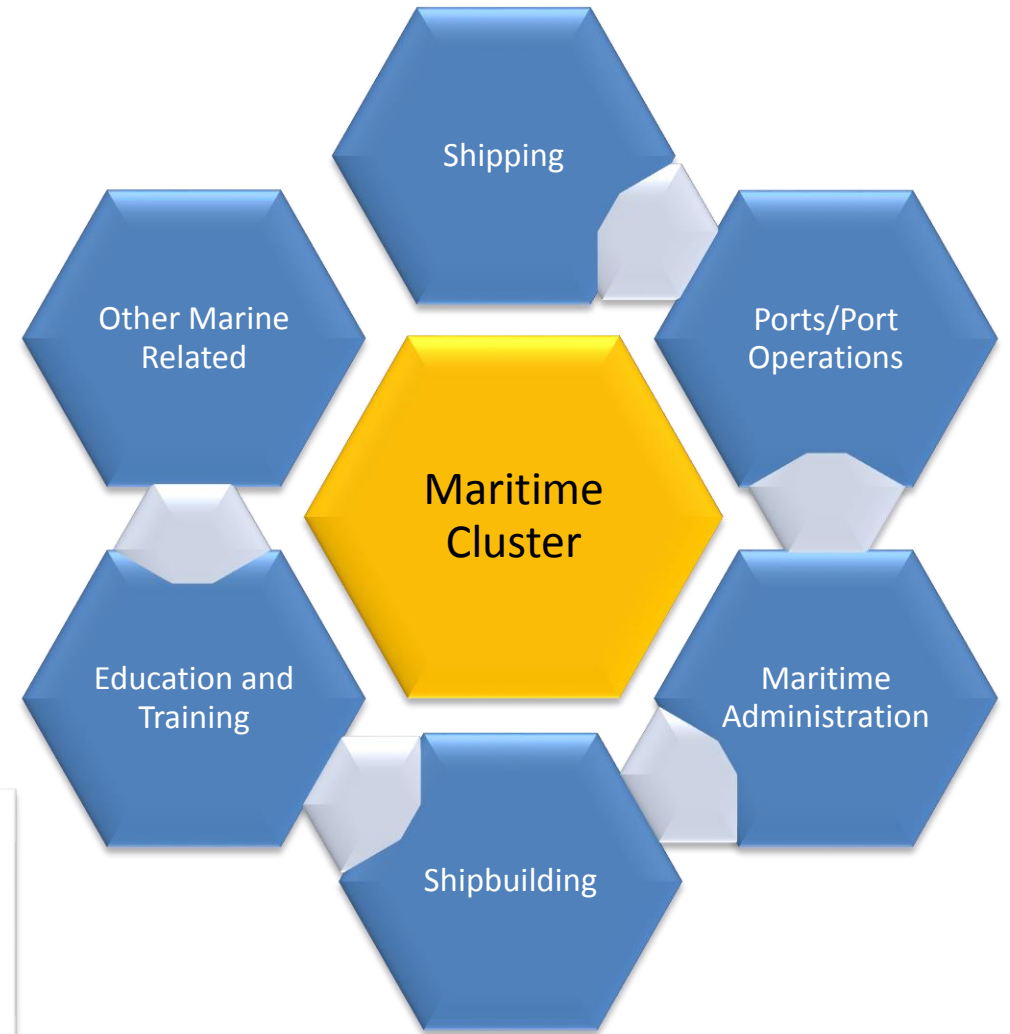 Shipping
Other Marine
Related
Ports/Port
Operations
Maritime
Cluster
Education and
Training
Maritime
Administration
Shipbuilding